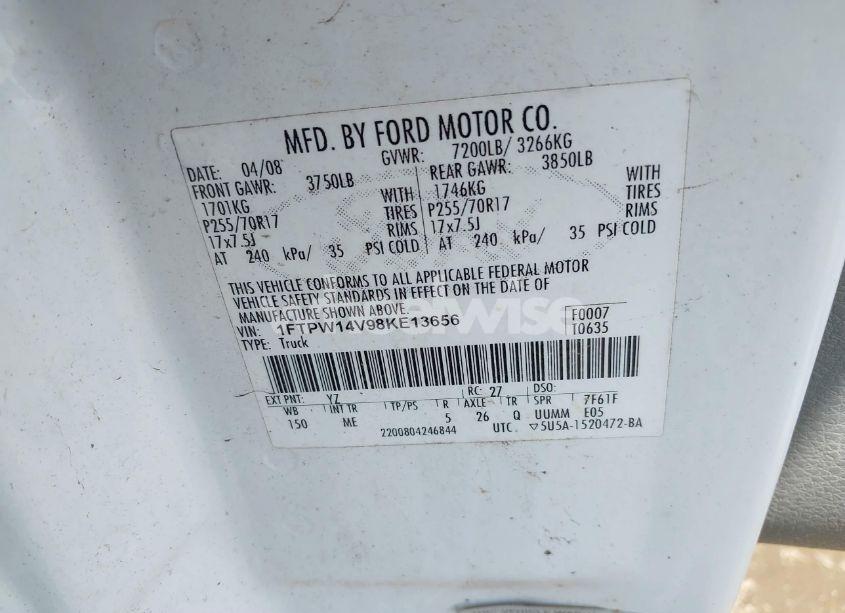 MFD. BY FORD MOTOR CO.
DATE: 04/08 GVWR: 7200LB/ 3266KG
FRONT GAWR: 3750LB REAR GAWR: 3850LB
1701KG WITH 1746KG WITH
P255/70R17 TIRES P255/70R17 TIRES
17x7.5J RIMS 17x7.5J RIMS
AT 240 kPa/ 35 PSI COLD AT 240 kPa/ 35 PSI COLD
THIS VEHICLE CONFORMS TO ALL APPLICABLE FEDERAL MOTOR
VEHICLE SAFETY STANDARDS IN EFFECT ON THE DATE OF
MANUFACTURE SHOWN ABOVE.
VIN: 1FTPW14V98KE13656 F0007
TYPE: Truck T0635
EXT PNT: YZ RC: 27 DSO:
WB INT TR TP/PS R AXLE TR SPR 7F61F
150 ME 5 26 Q UUMM E05
2200804246844 UTC. ▽5U5A-1520472-BA